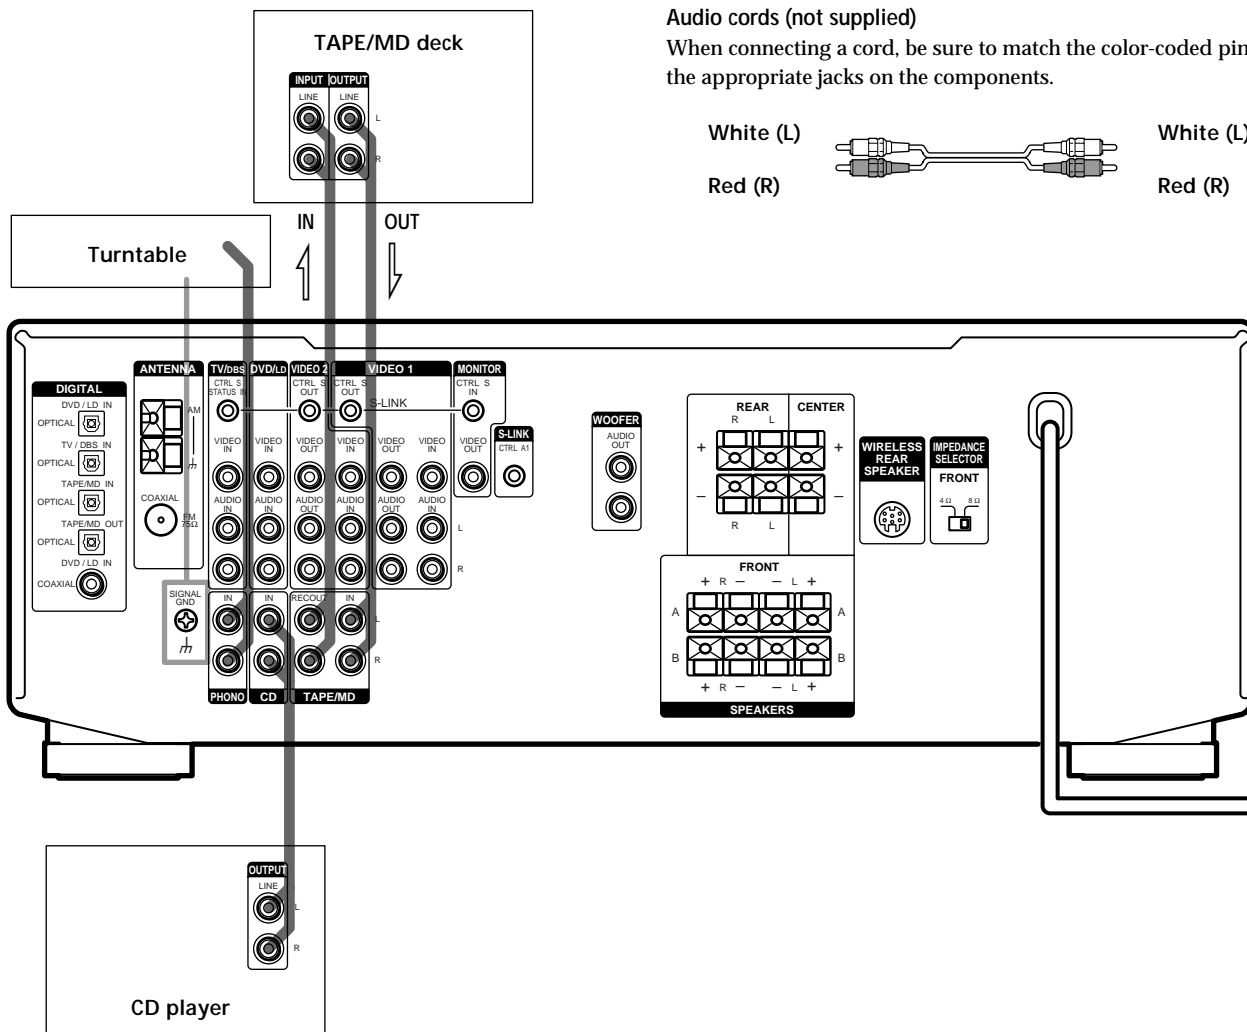 Audio cords (not supplied)
When connecting a cord, be sure to match the color-coded pin
the appropriate jacks on the components.
White (L)
White (L)
Red (R)
Red (R)
TAPE/MD deck
INPUT OUTPUT
LINE LINE
L
R
IN OUT
Turntable
DIGITAL
DVD / LD IN
OPTICAL
TV / DBS IN
OPTICAL
TAPE/MD IN
OPTICAL
TAPE/MD OUT
OPTICAL
DVD / LD IN
COAXIAL
ANTENNA
AM
COAXIAL
FM
75Ω
SIGNAL
GND
TV/DBS DVD/LD VIDEO 2 VIDEO 1 MONITOR
CTRL S
STATUS IN
CTRL S
OUT
CTRL S
OUT
CTRL S
IN
S-LINK
VIDEO
IN
VIDEO
IN
VIDEO
OUT
VIDEO
IN
VIDEO
OUT
VIDEO
IN
VIDEO
OUT
AUDIO
IN
AUDIO
IN
AUDIO
OUT
AUDIO
IN
AUDIO
OUT
AUDIO
IN
L
R
S-LINK
CTRL A1
IN IN REC OUT IN
L
R
PHONO CD TAPE/MD
WOOFER
AUDIO
OUT
REAR CENTER
R L
+ +
– –
R L
FRONT
+ R – – L +
A A
B B
+ R – – L +
SPEAKERS
WIRELESS
REAR
SPEAKER
IMPEDANCE
SELECTOR
FRONT
4 Ω 8 Ω
OUTPUT
LINE
L
R
CD player